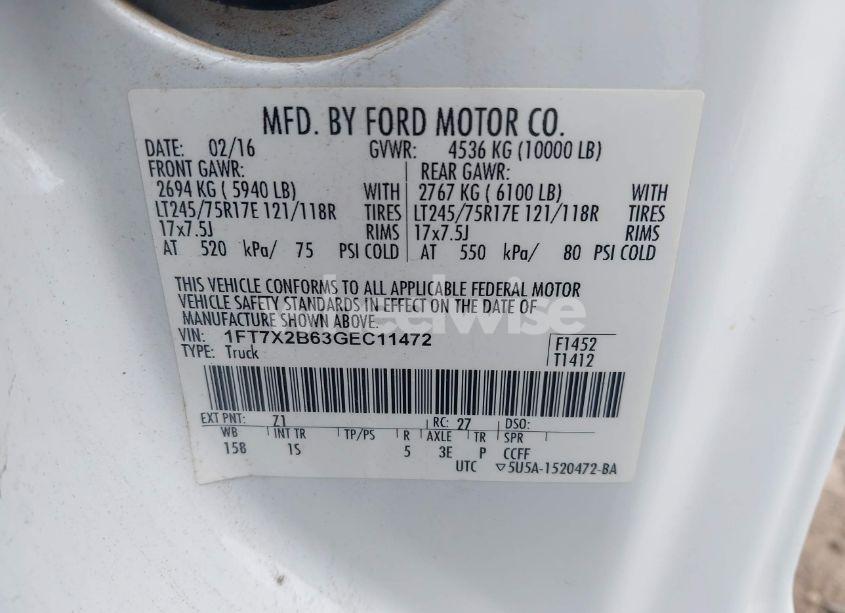 MFD. BY FORD MOTOR CO.
DATE: 02/16 GVWR: 4536 KG (10000 LB)
FRONT GAWR: REAR GAWR:
2694 KG ( 5940 LB) WITH 2767 KG ( 6100 LB) WITH
LT245/75R17E 121/118R TIRES LT245/75R17E 121/118R TIRES
17x7.5J RIMS 17x7.5J RIMS
AT 520 kPa/ 75 PSI COLD AT 550 kPa/ 80 PSI COLD
THIS VEHICLE CONFORMS TO ALL APPLICABLE FEDERAL MOTOR
VEHICLE SAFETY STANDARDS IN EFFECT ON THE DATE OF
MANUFACTURE SHOWN ABOVE.
VIN: 1FT7X2B63GEC11472 F1452
TYPE: Truck T1412
EXT PNT: Z1 RC: 27 DSO:
WB INT TR TP/PS R AXLE TR SPR
158 1S 5 3E P CCFF
UTC ▽5U5A-1520472-BA